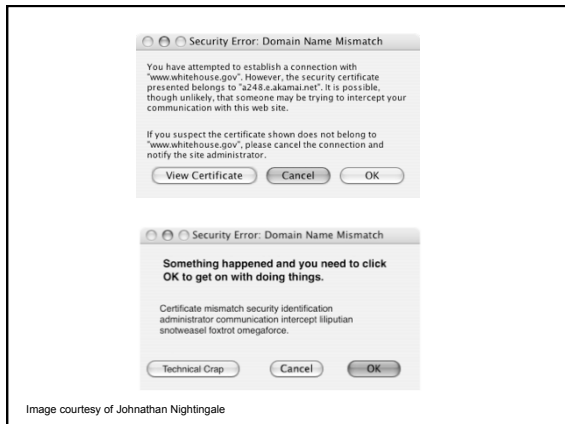 Security Error: Domain Name Mismatch
You have attempted to establish a connection with
"www.whitehouse.gov". However, the security certificate
presented belongs to "a248.e.akamai.net". It is possible,
though unlikely, that someone may be trying to intercept your
communication with this web site.
If you suspect the certificate shown does not belong to
"www.whitehouse.gov", please cancel the connection and
notify the site administrator.
View Certificate Cancel OK
Security Error: Domain Name Mismatch
Something happened and you need to click
OK to get on with doing things.
Certificate mismatch security identification
administrator communication intercept liliputian
snotweasel foxtrot omegaforce.
Technical Crap Cancel OK
Image courtesy of Johnathan Nightingale